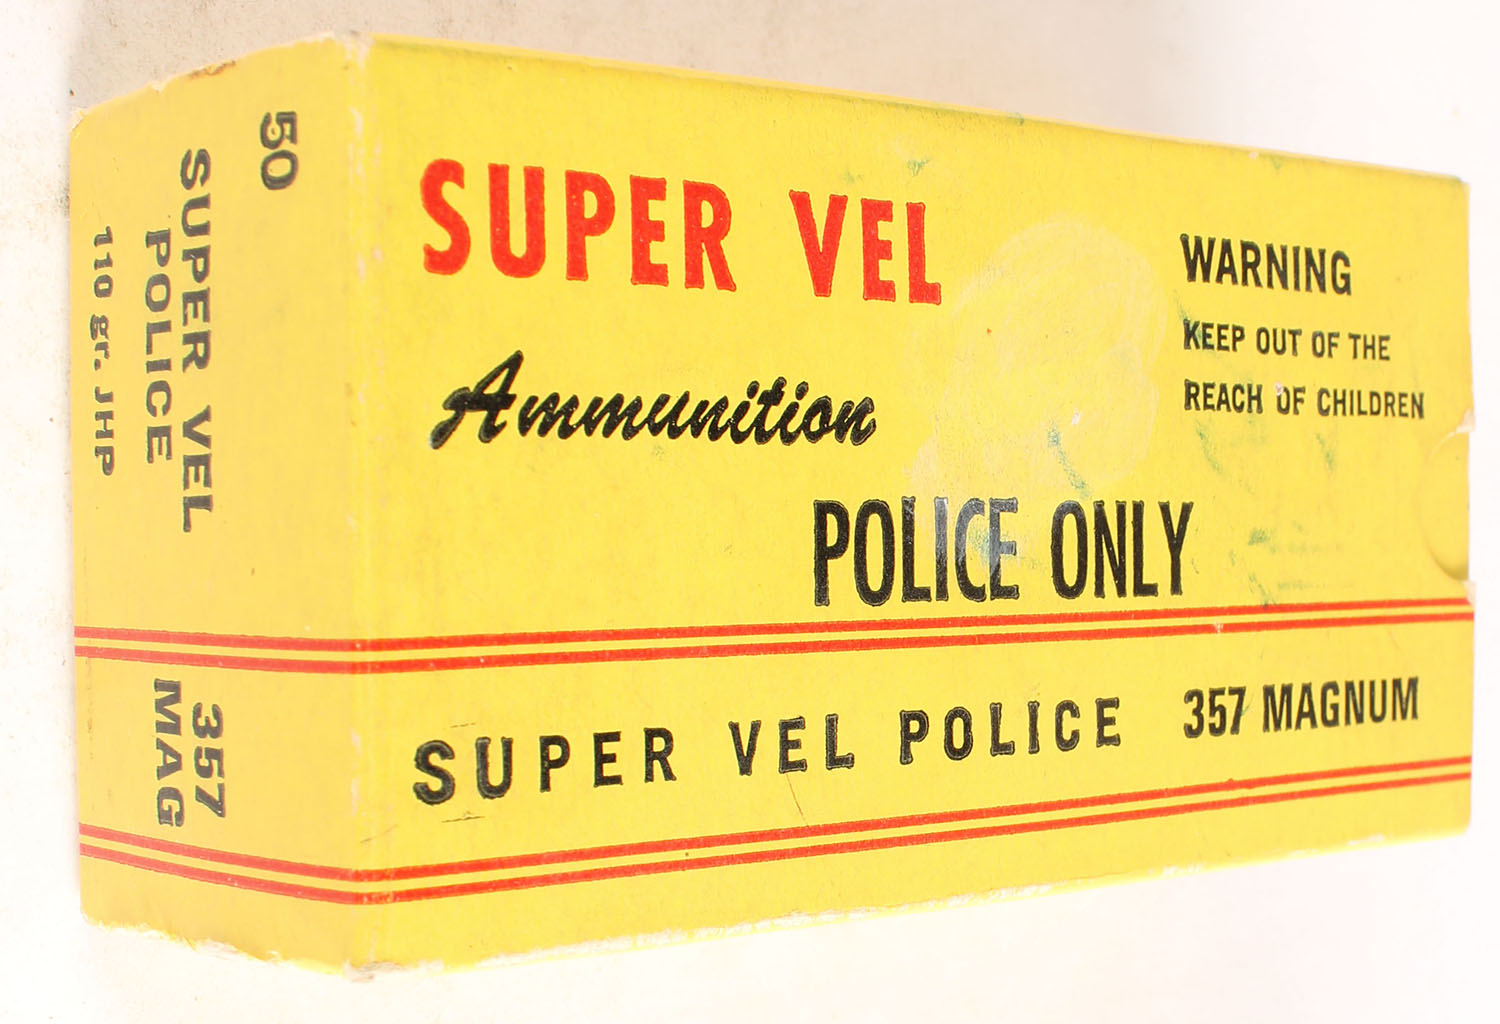 50
SUPER VEL
POLICE
110 gr. JHP
357
MAG
SUPER VEL
Ammunition
POLICE ONLY
WARNING
KEEP OUT OF THE
REACH OF CHILDREN
SUPER VEL POLICE 357 MAGNUM